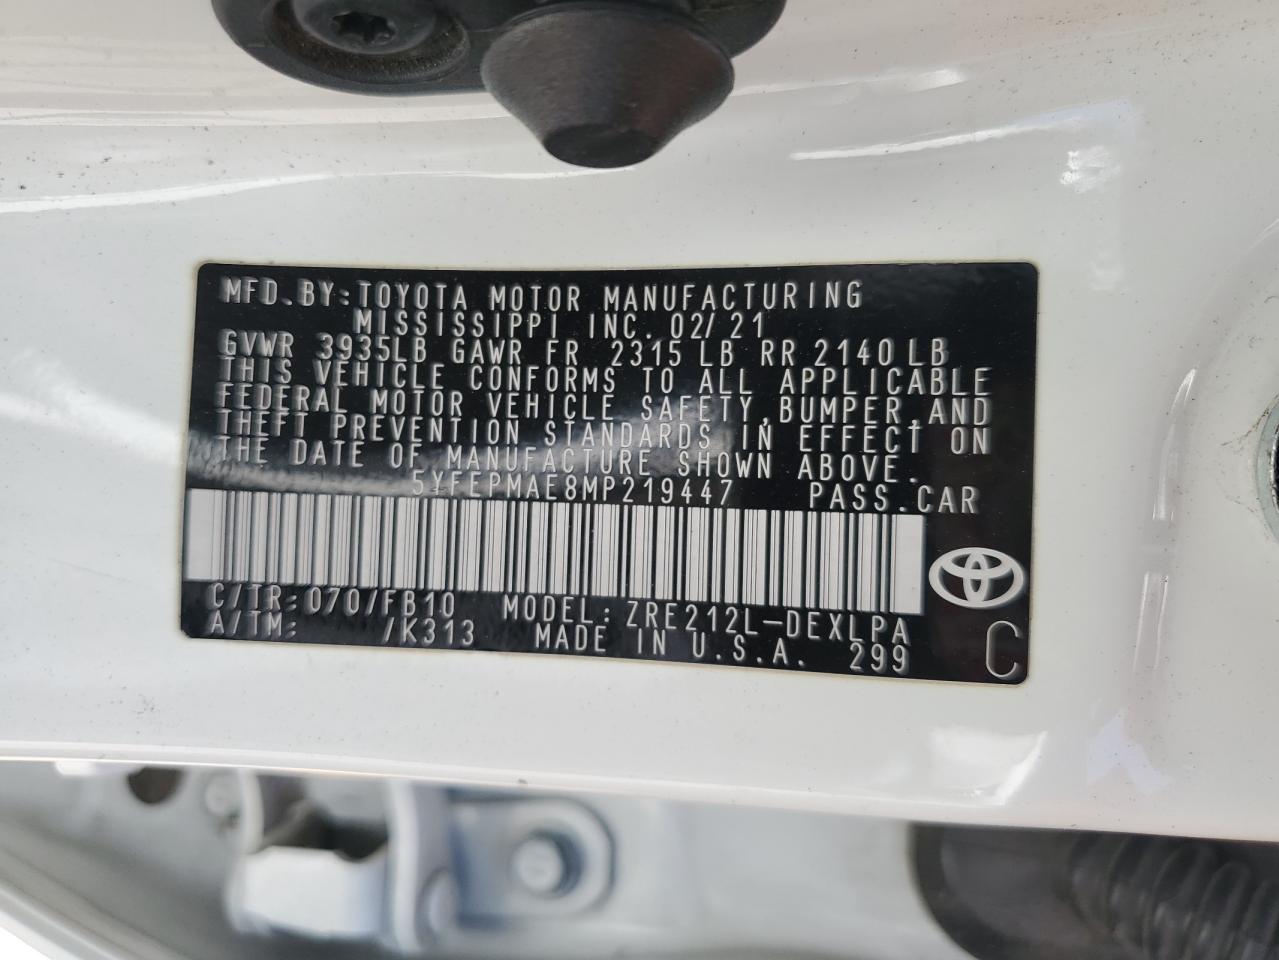 MFD.BY:TOYOTA MOTOR MANUFACTURING
MISSISSIPPI INC. 02/21
GVWR 3935LB GAWR FR 2315 LB RR 2140 LB
THIS VEHICLE CONFORMS TO ALL APPLICABLE
FEDERAL MOTOR VEHICLE SAFETY,BUMPER,AND
THEFT PREVENTION STANDARDS IN EFFECT ON
THE DATE OF MANUFACTURE SHOWN ABOVE.
5YFEPMAE8MP219447 PASS.CAR
C/TR:070/FB10 MODEL:ZRE212L-DEXLPA
A/TM: /K313 MADE IN U.S.A. 299
C